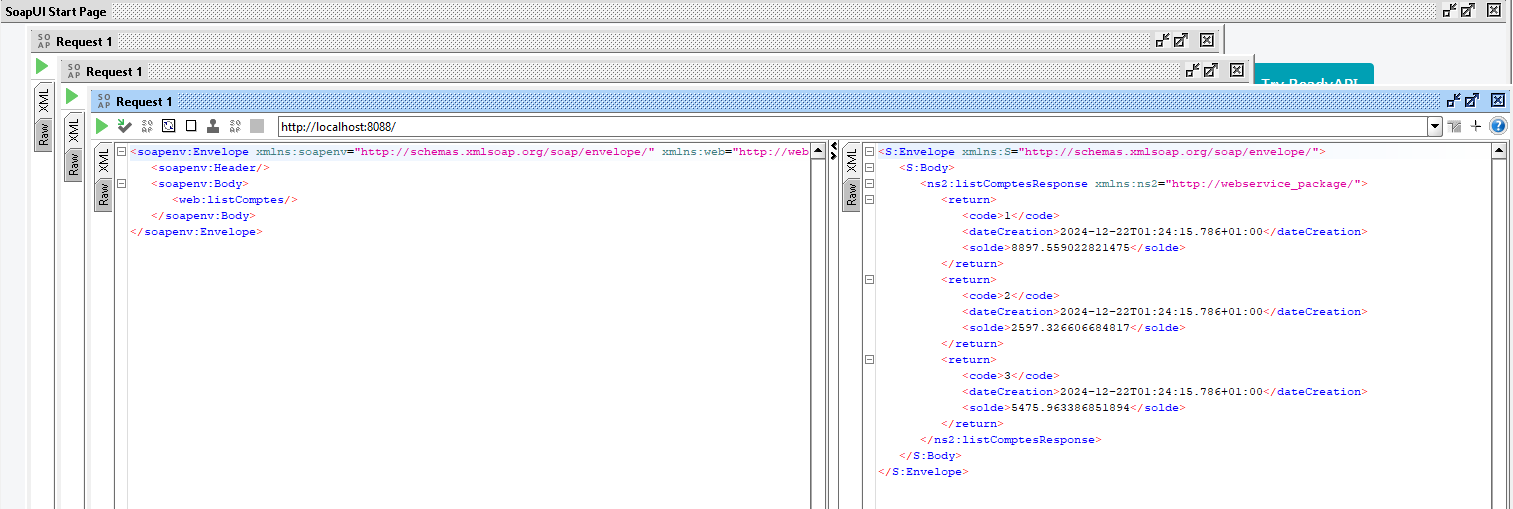 SoapUI Start Page
SO AP Request 1
SO AP Request 1
Try ReadyAPI
SO AP Request 1
http://localhost:8088/
XML
Raw
XML
Raw
XML
Raw
<soapenv:Envelope xmlns:soapenv="http://schemas.xmlsoap.org/soap/envelope/" xmlns:web="http://web
<soapenv:Header/>
<soapenv:Body>
<web:listComptes/>
</soapenv:Body>
</soapenv:Envelope>
XML
Raw
<S:Envelope xmlns:S="http://schemas.xmlsoap.org/soap/envelope/">
<S:Body>
<ns2:listComptesResponse xmlns:ns2="http://webservice_package/">
<return>
<code>1</code>
<dateCreation>2024-12-22T01:24:15.786+01:00</dateCreation>
<solde>8897.559022821475</solde>
</return>
<return>
<code>2</code>
<dateCreation>2024-12-22T01:24:15.786+01:00</dateCreation>
<solde>2597.326606684817</solde>
</return>
<return>
<code>3</code>
<dateCreation>2024-12-22T01:24:15.786+01:00</dateCreation>
<solde>5475.963386851894</solde>
</return>
</ns2:listComptesResponse>
</S:Body>
</S:Envelope>